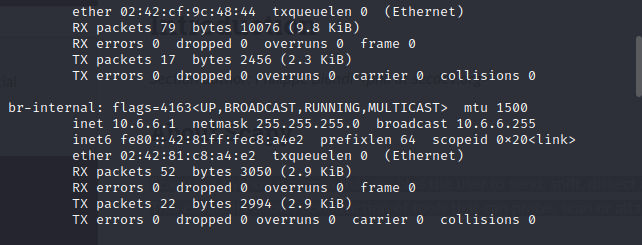 ether 02:42:cf:9c:48:44  txqueuelen 0  (Ethernet)
RX packets 79  bytes 10076 (9.8 KiB)
RX errors 0  dropped 0  overruns 0  frame 0
TX packets 17  bytes 2456 (2.3 KiB)
TX errors 0  dropped 0 overruns 0  carrier 0  collisions 0
br-internal: flags=4163<UP,BROADCAST,RUNNING,MULTICAST>  mtu 1500
inet 10.6.6.1  netmask 255.255.255.0  broadcast 10.6.6.255
inet6 fe80::42:81ff:fec8:a4e2  prefixlen 64  scopeid 0×20<link>
ether 02:42:81:c8:a4:e2  txqueuelen 0  (Ethernet)
RX packets 52  bytes 3050 (2.9 KiB)
RX errors 0  dropped 0  overruns 0  frame 0
TX packets 22  bytes 2994 (2.9 KiB)
TX errors 0  dropped 0 overruns 0  carrier 0  collisions 0